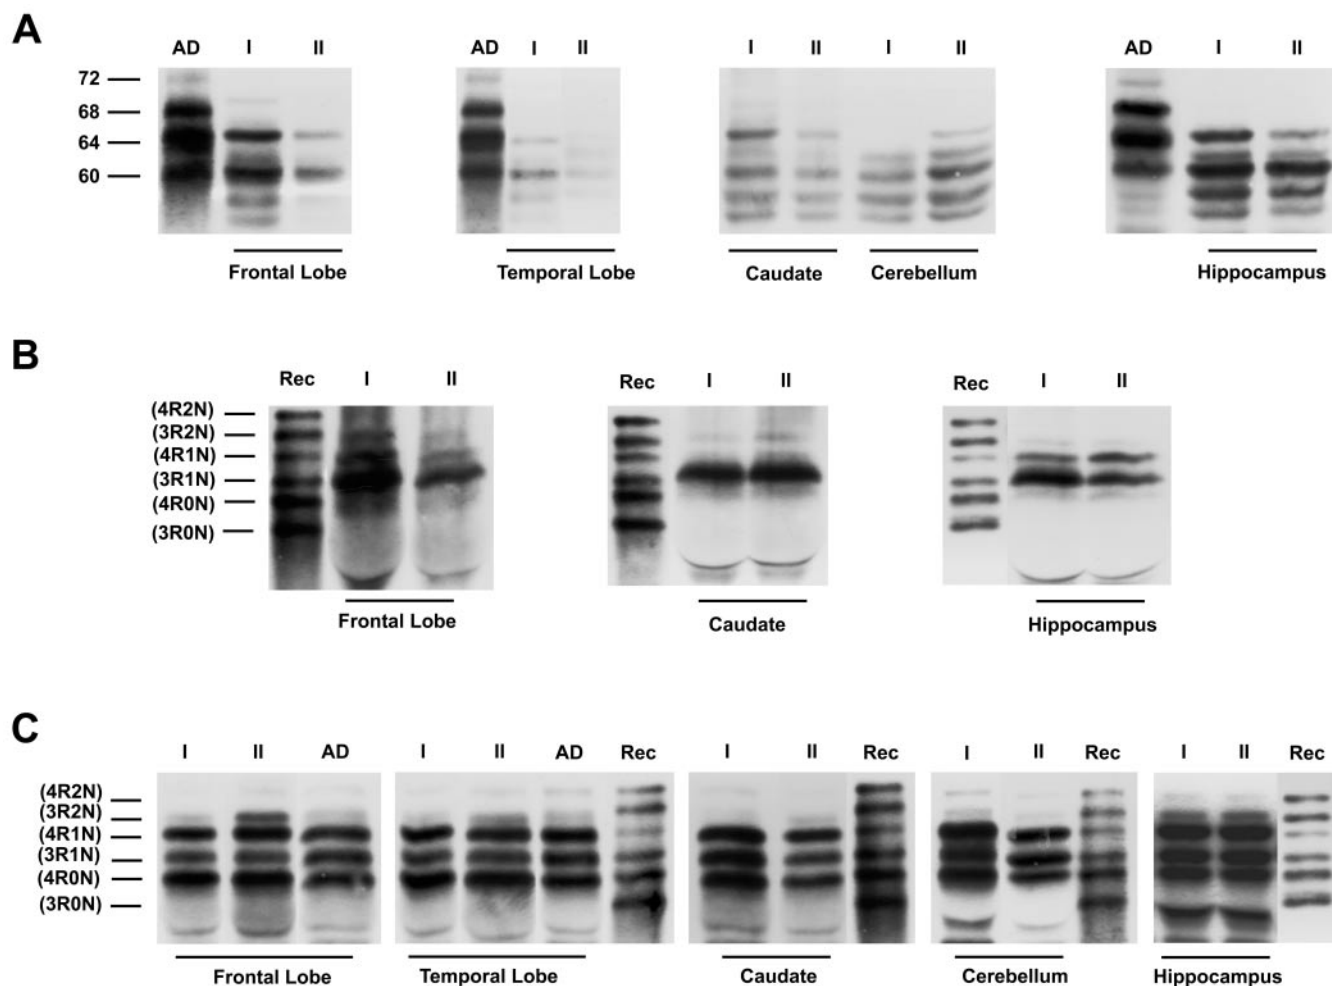 A
AD I II AD I II I II I II AD I II
72
68
64
60
Frontal Lobe Temporal Lobe Caudate Cerebellum Hippocampus
B
Rec I II Rec I II Rec I II
(4R2N)
(3R2N)
(4R1N)
(3R1N)
(4R0N)
(3R0N)
Frontal Lobe Caudate Hippocampus
C
I II AD I II AD Rec I II Rec I II Rec I II Rec
(4R2N)
(3R2N)
(4R1N)
(3R1N)
(4R0N)
(3R0N)
Frontal Lobe Temporal Lobe Caudate Cerebellum Hippocampus